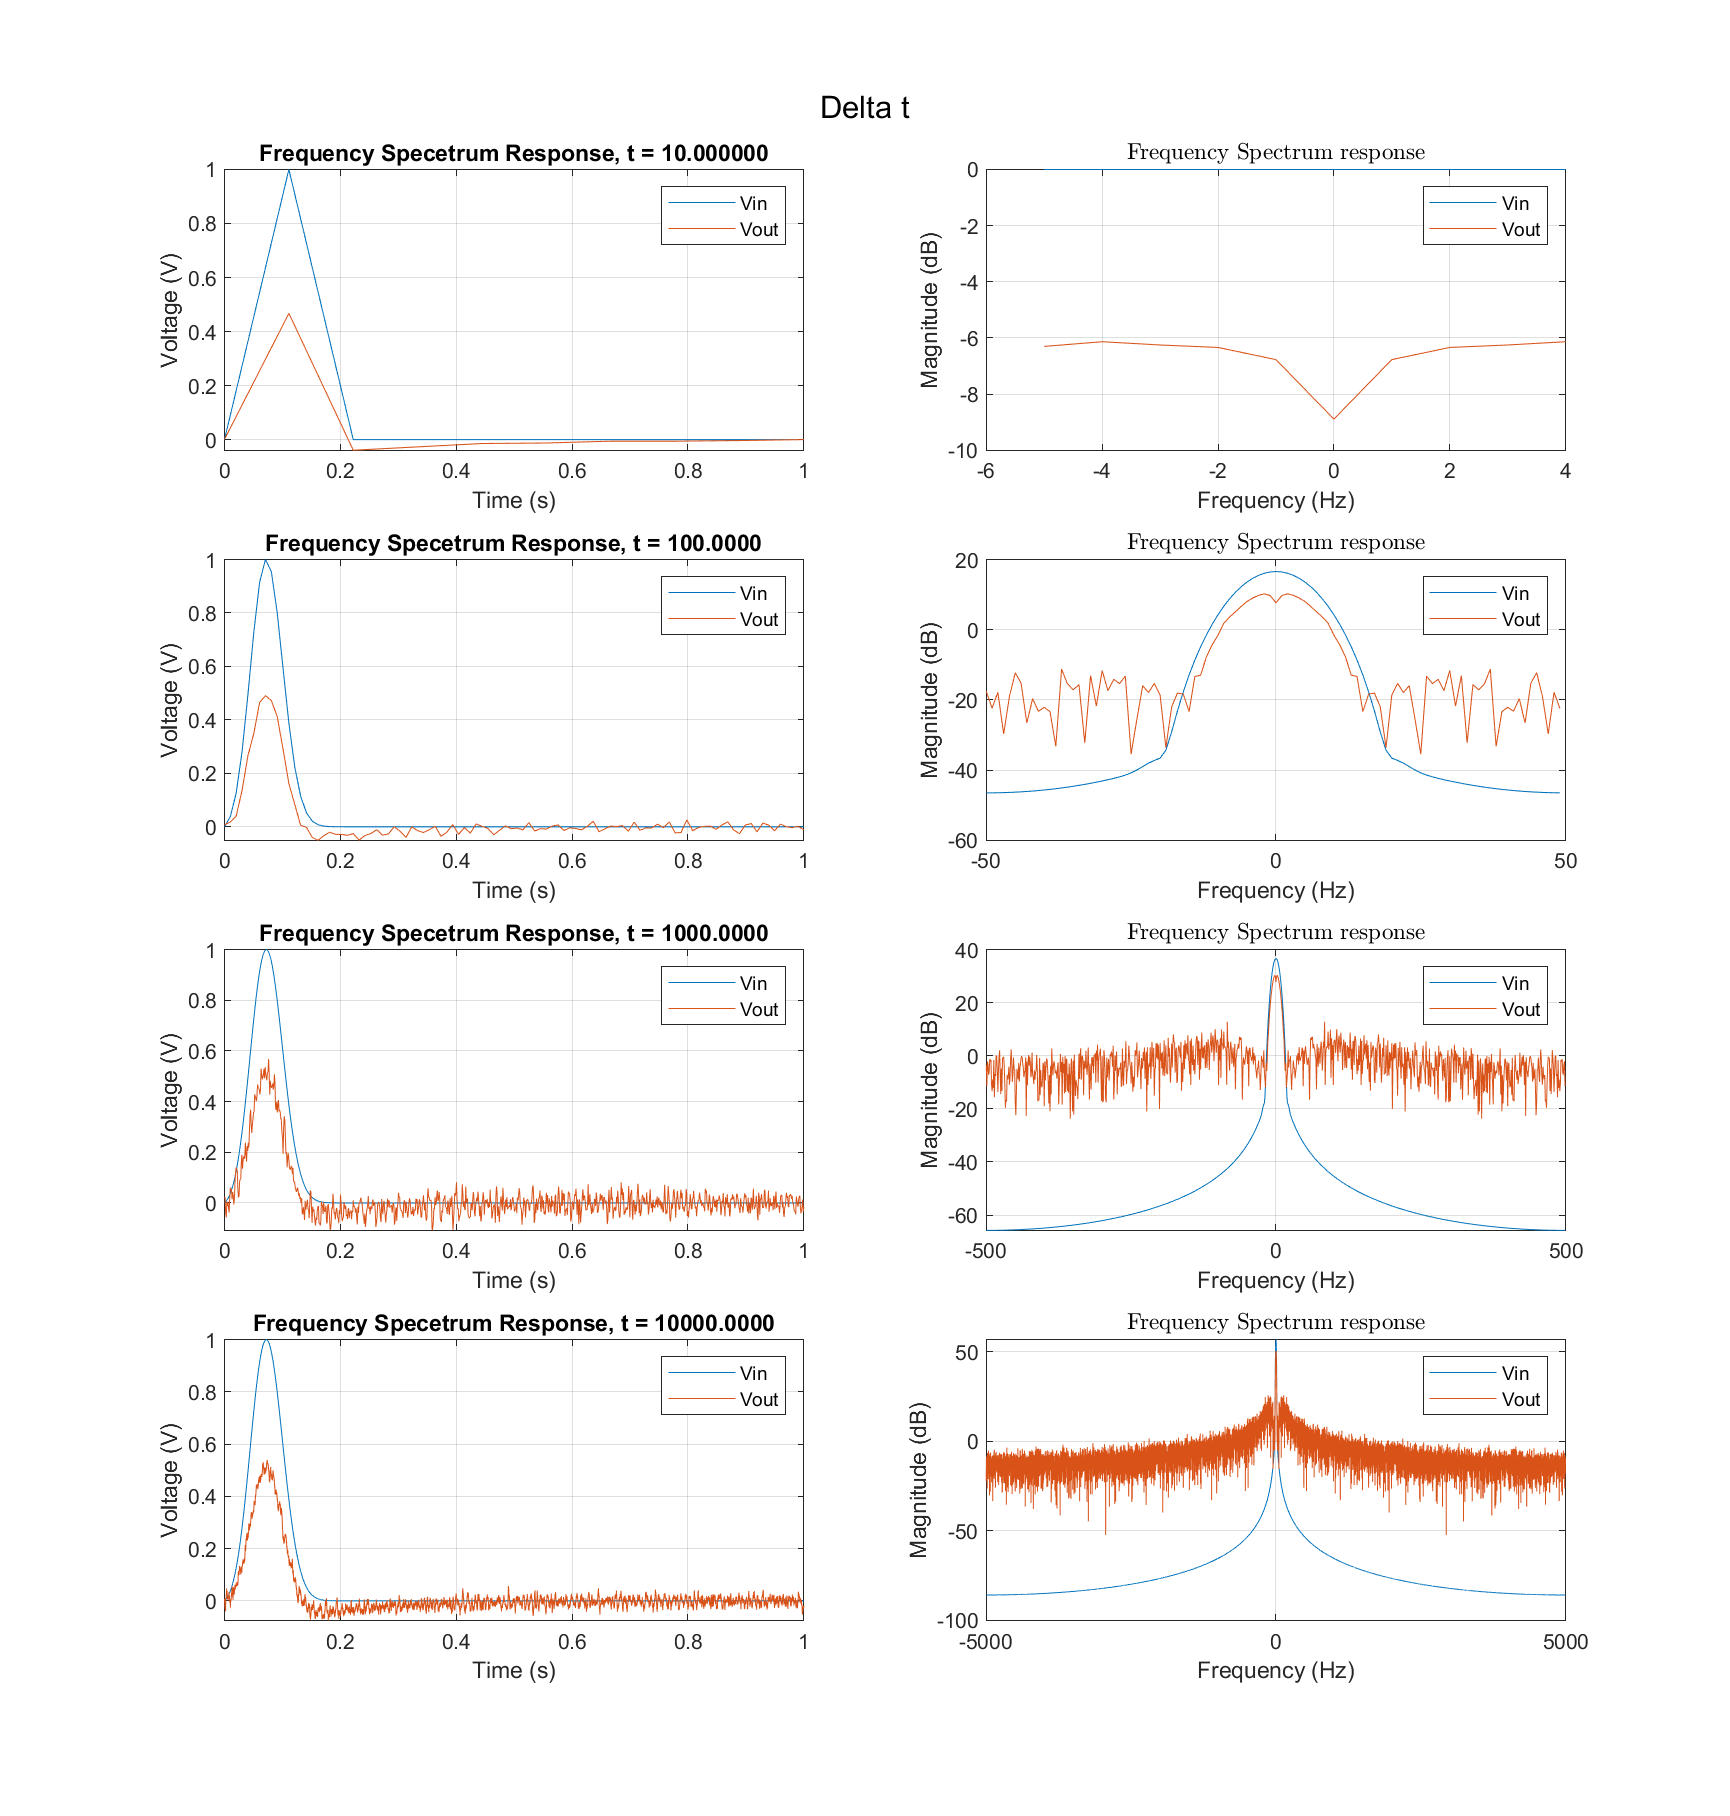 Delta t
Frequency Specetrum Response, t = 10.000000
1
0.8
0.6
0.4
0.2
0
Voltage (V)
Vin
Vout
0 0.2 0.4 0.6 0.8 1
Time (s)
Frequency Spectrum response
0
-2
-4
-6
-8
-10
Magnitude (dB)
Vin
Vout
-6 -4 -2 0 2 4
Frequency (Hz)
Frequency Specetrum Response, t = 100.0000
1
0.8
0.6
0.4
0.2
0
Voltage (V)
Vin
Vout
0 0.2 0.4 0.6 0.8 1
Time (s)
Frequency Spectrum response
20
0
-20
-40
-60
Magnitude (dB)
Vin
Vout
-50 0 50
Frequency (Hz)
Frequency Specetrum Response, t = 1000.0000
1
0.8
0.6
0.4
0.2
0
Voltage (V)
Vin
Vout
0 0.2 0.4 0.6 0.8 1
Time (s)
Frequency Spectrum response
40
20
0
-20
-40
-60
Magnitude (dB)
Vin
Vout
-500 0 500
Frequency (Hz)
Frequency Specetrum Response, t = 10000.0000
1
0.8
0.6
0.4
0.2
0
Voltage (V)
Vin
Vout
0 0.2 0.4 0.6 0.8 1
Time (s)
Frequency Spectrum response
50
0
-50
-100
Magnitude (dB)
Vin
Vout
-5000 0 5000
Frequency (Hz)